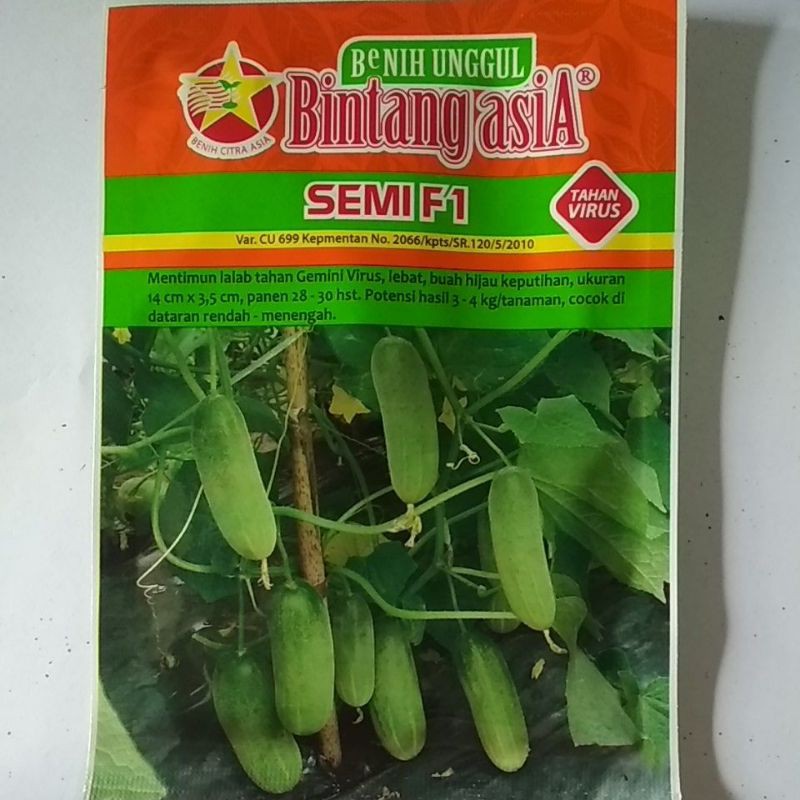 BeNIH UNGGUL
Bintang asiA®
BENIH CITRA ASIA
SEMI F1
TAHAN
VIRUS
Var. CU 699 Kepmentan No. 2066/kpts/SR.120/5/2010
Mentimun lalab tahan Gemini Virus, lebat, buah hijau keputihan, ukuran
14 cm x 3,5 cm, panen 28 - 30 hst. Potensi hasil 3 - 4 kg/tanaman, cocok di
dataran rendah - menengah.